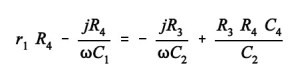 r₁ R₄ - jR₄/ωC₁ = - jR₃/ωC₂ + R₃ R₄ C₄/C₂